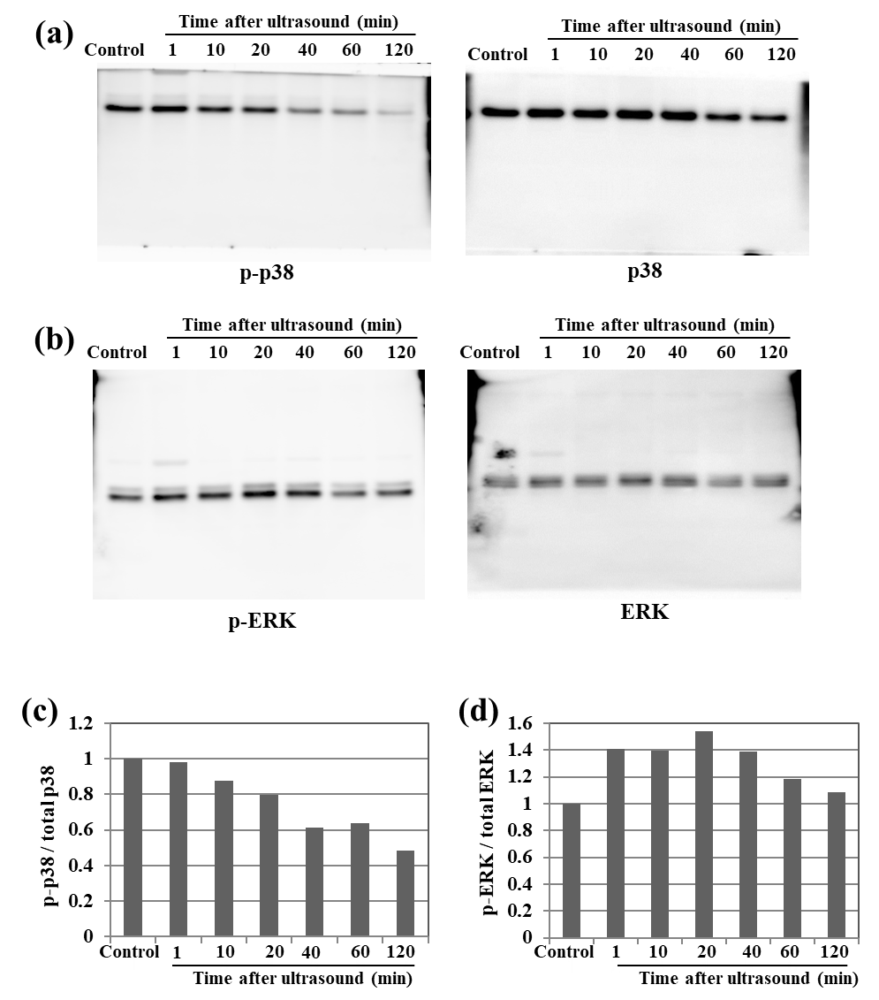 (a)
Time after ultrasound (min)
Control 1 10 20 40 60 120
p-p38
Time after ultrasound (min)
Control 1 10 20 40 60 120
p38
(b)
Time after ultrasound (min)
Control 1 10 20 40 60 120
p-ERK
Time after ultrasound (min)
Control 1 10 20 40 60 120
ERK
(c)
p-p38 / total p38
1.2
1
0.8
0.6
0.4
0.2
0
Control 1 10 20 40 60 120
Time after ultrasound (min)
(d)
p-ERK / total ERK
1.6
1.4
1.2
1
0.8
0.6
0.4
0.2
0
Control 1 10 20 40 60 120
Time after ultrasound (min)